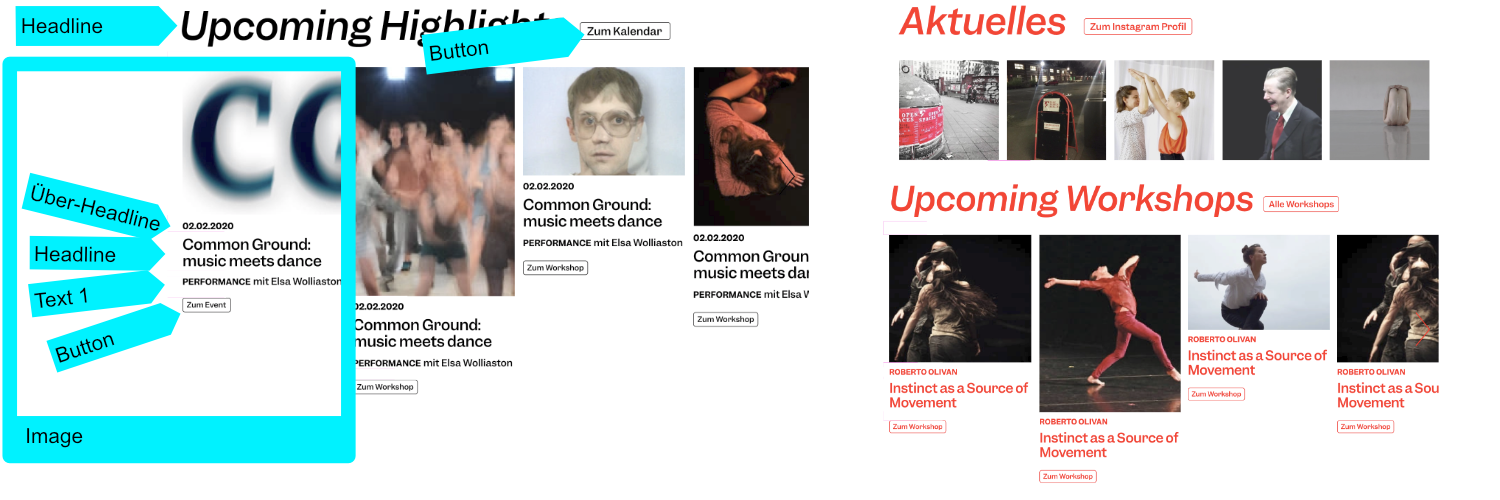 Headline
Upcoming Highlight
Zum Kalendar
Button
Über-Headline
Headline
Text 1
Button
Image
02.02.2020
Common Ground:
music meets dance
PERFORMANCE mit Elsa Wolliaston
Zum Event
02.02.2020
Common Ground:
music meets dance
PERFORMANCE mit Elsa Wolliaston
Zum Workshop
02.02.2020
Common Ground:
music meets dance
PERFORMANCE mit Elsa Wolliaston
Zum Workshop
02.02.2020
Common Groun
music meets dar
PERFORMANCE mit Elsa W
Zum Workshop
Aktuelles
Zum Instagram Profil
OPEN
SPACES
Upcoming Workshops
Alle Workshops
ROBERTO OLIVAN
Instinct as a Source of
Movement
Zum Workshop
ROBERTO OLIVAN
Instinct as a Source of
Movement
Zum Workshop
ROBERTO OLIVAN
Instinct as a Source of
Movement
Zum Workshop
ROBERTO OLIVAN
Instinct as a Sou
Movement
Zum Workshop